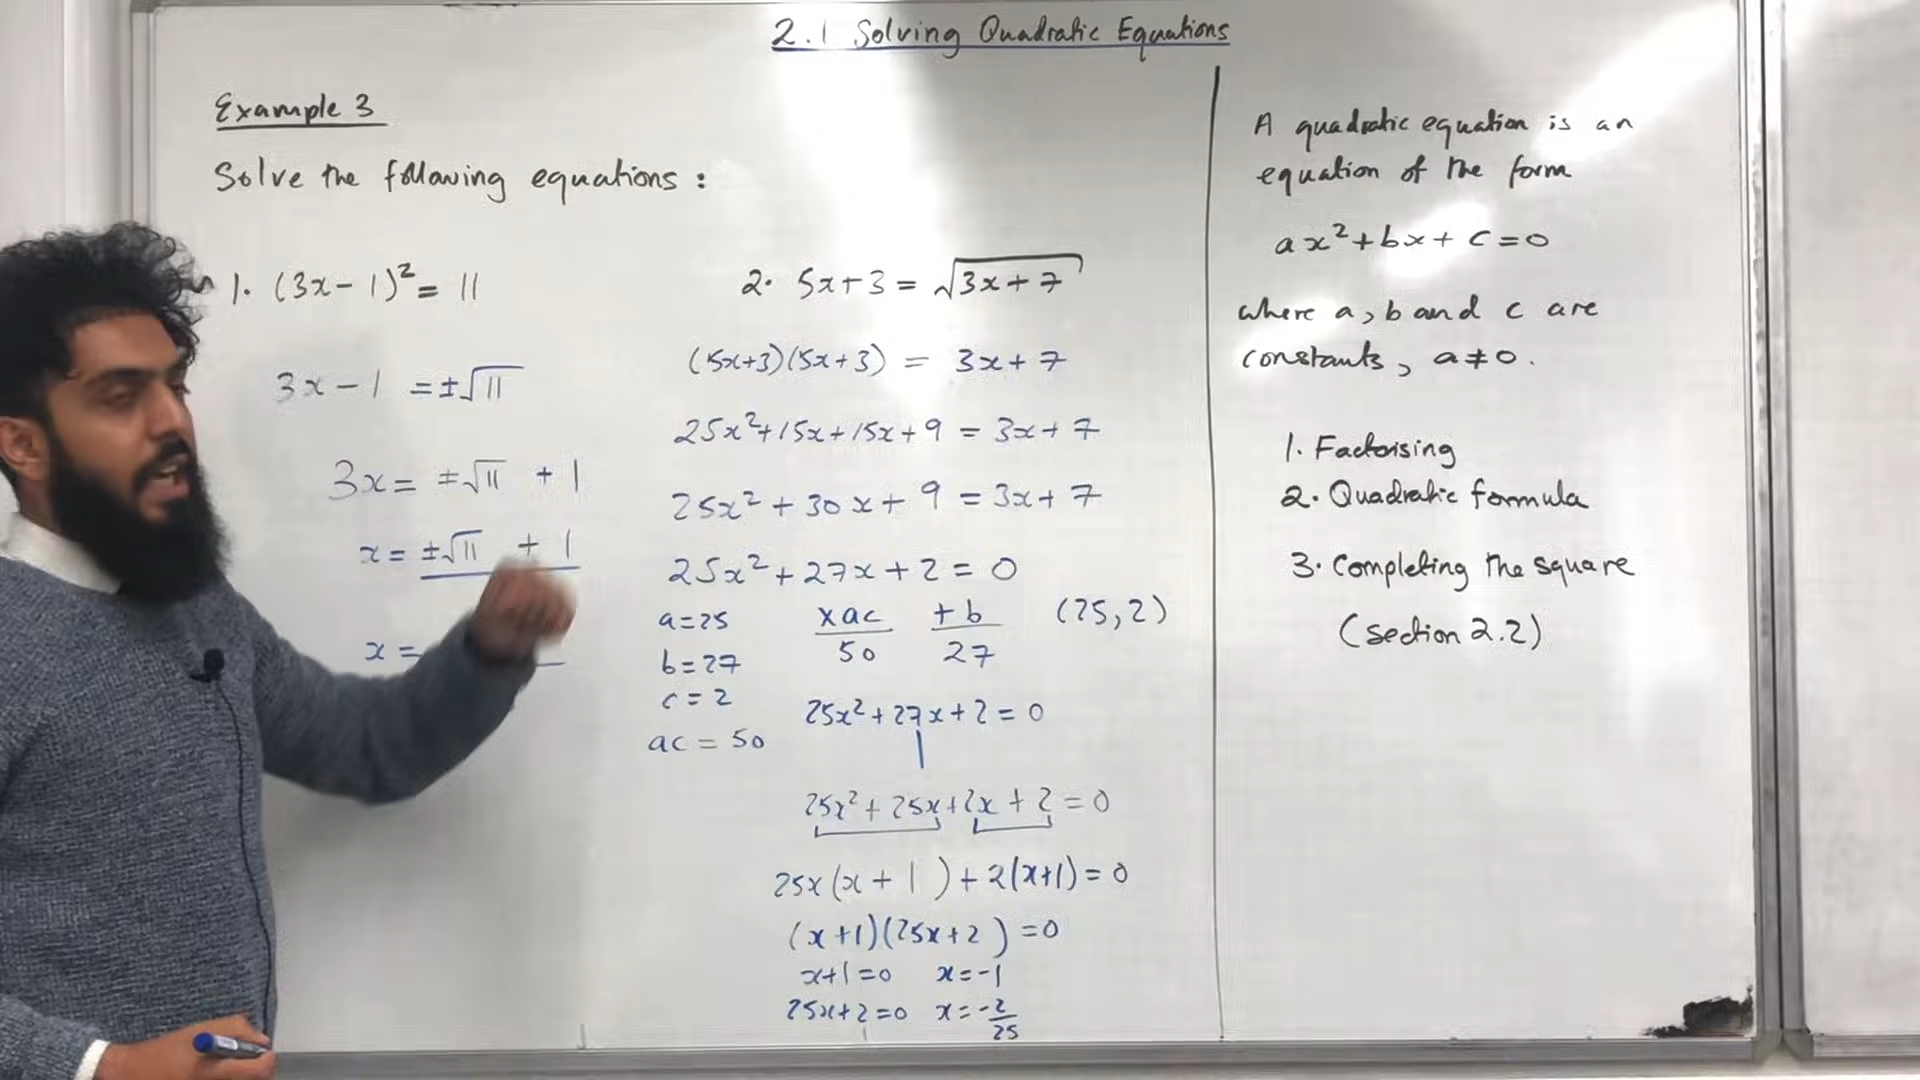 2.1 Solving Quadratic Equations
Example 3
Solve the following equations :
1. (3x - 1)² = 11
3x - 1 = ±√11
3x = ±√11 + 1
x = ±√11 + 1
x =
2. 5x + 3 = √3x + 7
(5x+3)(5x+3) = 3x + 7
25x² + 15x + 15x + 9 = 3x + 7
25x² + 30x + 9 = 3x + 7
25x² + 27x + 2 = 0
a=25
b=27
c=2
ac = 50
xac +b (25,2)
50 27
25x² + 27x + 2 = 0
25x² + 25x + 2x + 2 = 0
25x(x + 1) + 2(x+1) = 0
(x+1)(25x+2) = 0
x+1=0 x=-1
25x+2=0 x=-2/25
A quadratic equation is an
equation of the form
ax² + bx + c = 0
where a, b and c are
constants, a ≠ 0.
1. Factorising
2. Quadratic formula
3. Completing the square
(Section 2.2)